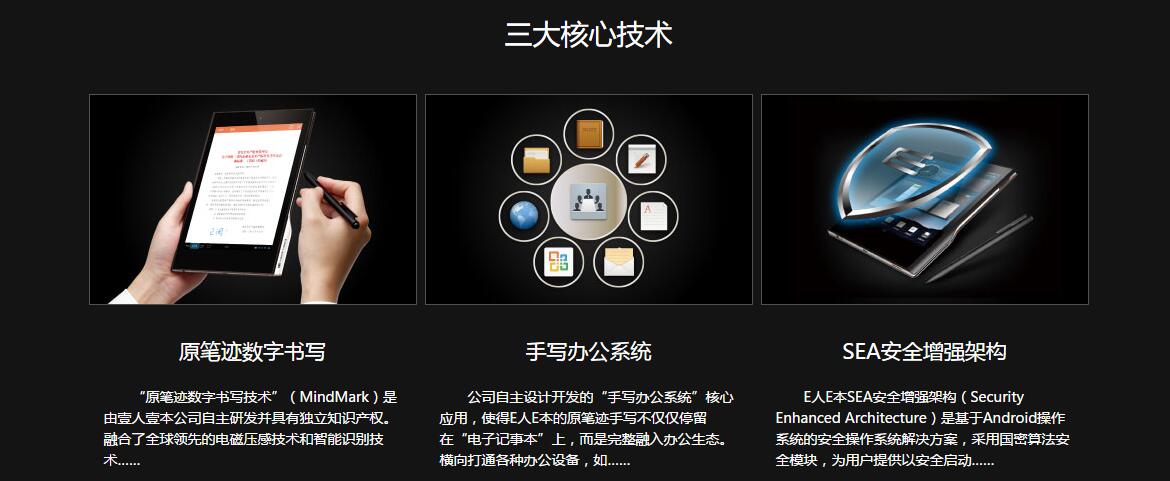 三大核心技术
原笔迹数字书写
“原笔迹数字书写技术”（MindMark）是
由壹人壹本公司自主研发并具有独立知识产权。
融合了全球领先的电磁压感技术和智能识别技
术......
手写办公系统
公司自主设计开发的“手写办公系统”核心
应用，使得E人E本的原笔迹手写不仅仅停留
在“电子记事本”上，而是完整融入办公生态。
横向打通各种办公设备，如......
SEA安全增强架构
E人E本SEA安全增强架构（Security
Enhanced Architecture）是基于Android操作
系统的安全操作系统解决方案，采用国密算法安
全模块，为用户提供以安全启动......